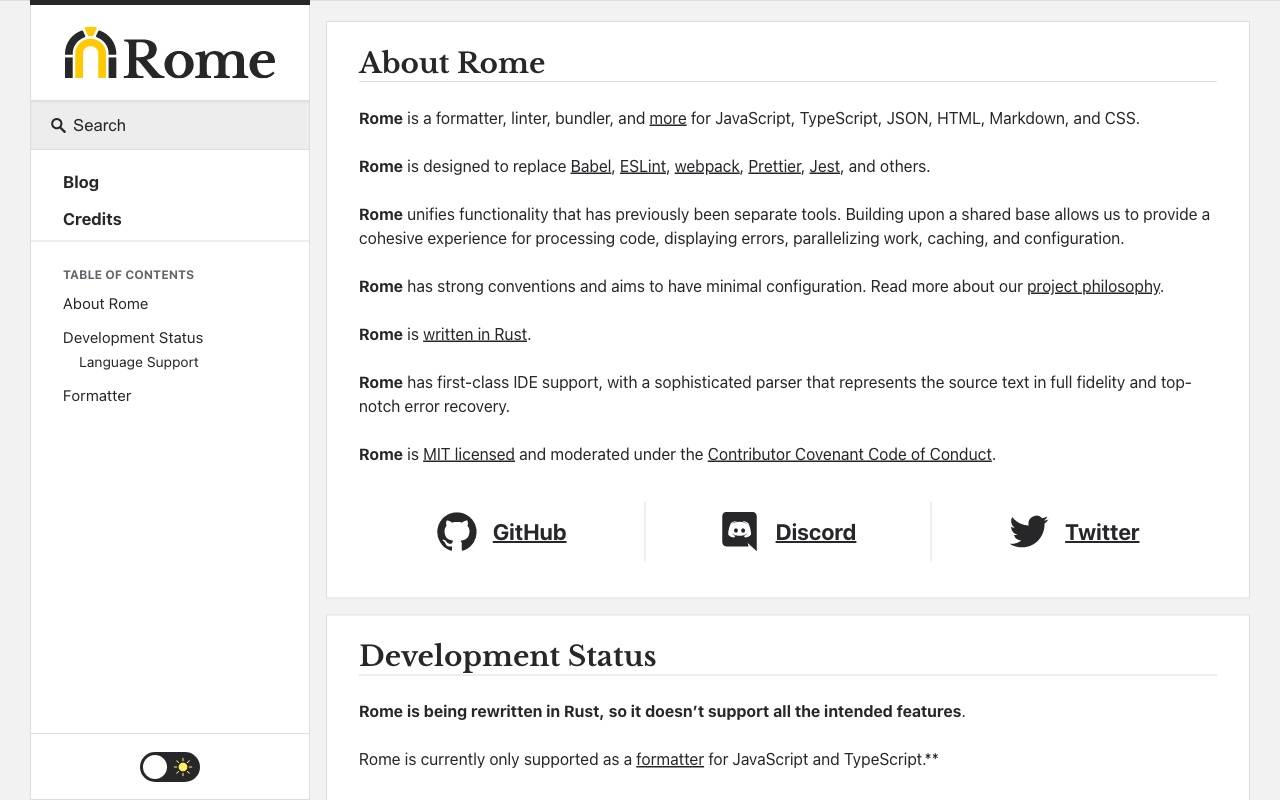 Rome
Search
Blog
Credits
TABLE OF CONTENTS
About Rome
Development Status
Language Support
Formatter
About Rome
Rome is a formatter, linter, bundler, and more for JavaScript, TypeScript, JSON, HTML, Markdown, and CSS.
Rome is designed to replace Babel, ESLint, webpack, Prettier, Jest, and others.
Rome unifies functionality that has previously been separate tools. Building upon a shared base allows us to provide a
cohesive experience for processing code, displaying errors, parallelizing work, caching, and configuration.
Rome has strong conventions and aims to have minimal configuration. Read more about our project philosophy.
Rome is written in Rust.
Rome has first-class IDE support, with a sophisticated parser that represents the source text in full fidelity and top-
notch error recovery.
Rome is MIT licensed and moderated under the Contributor Covenant Code of Conduct.
GitHub
Discord
Twitter
Development Status
Rome is being rewritten in Rust, so it doesn’t support all the intended features.
Rome is currently only supported as a formatter for JavaScript and TypeScript.**